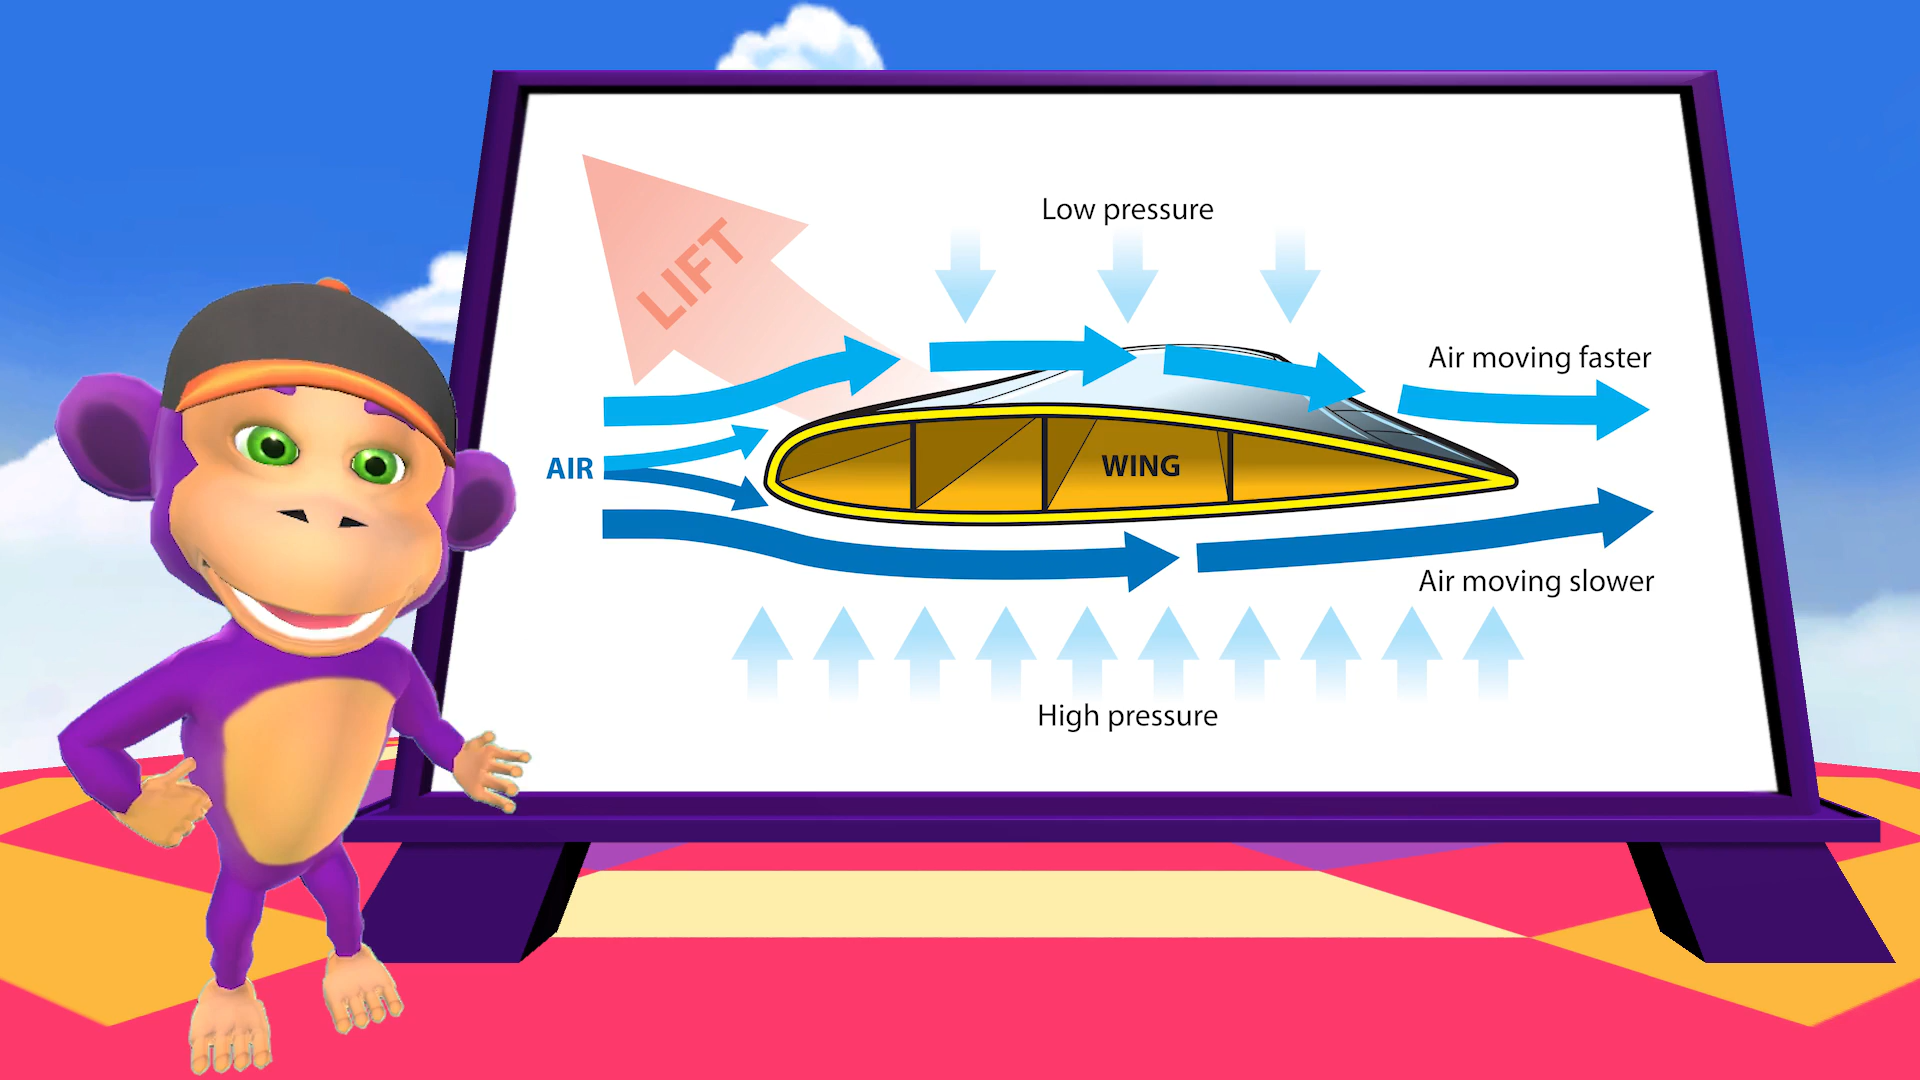 LIFT
Low pressure
Air moving faster
AIR
WING
Air moving slower
High pressure